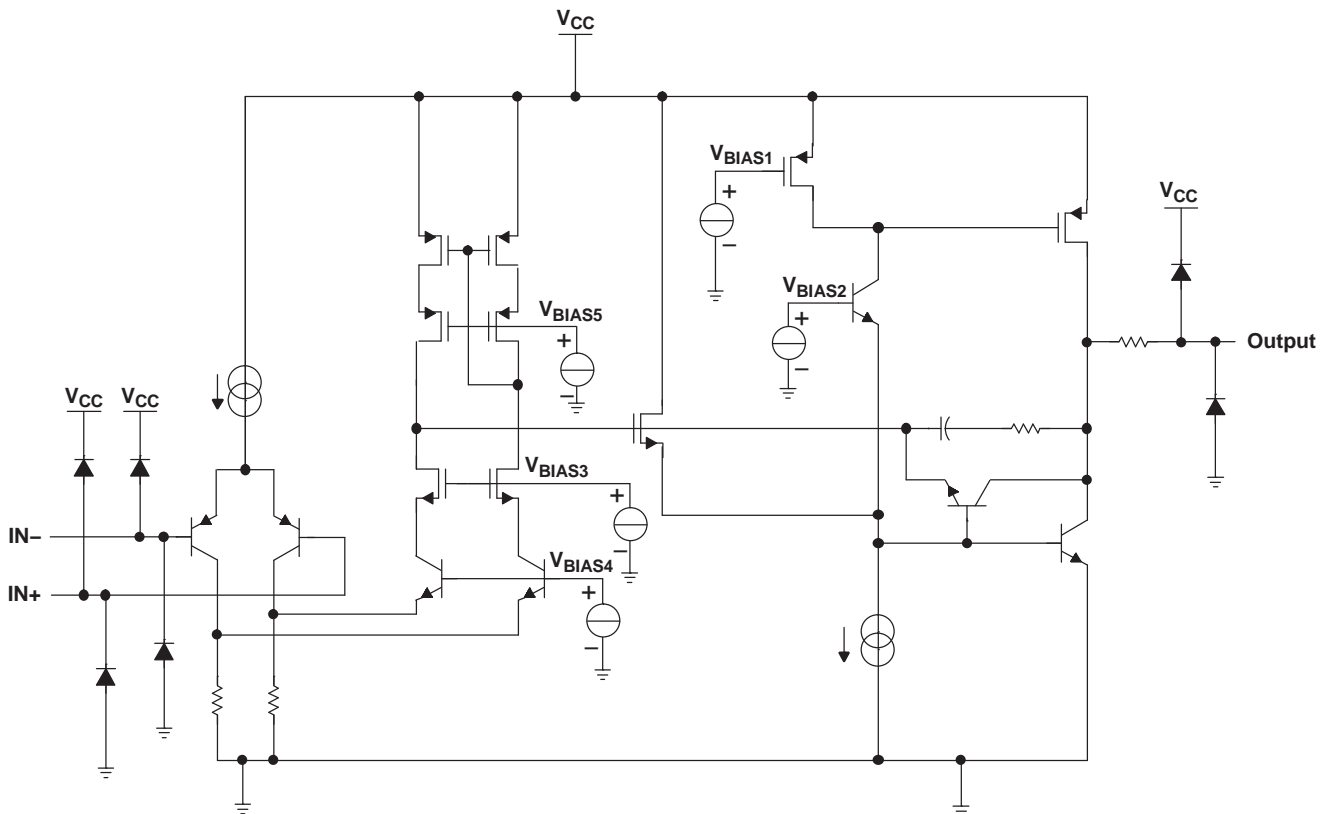 VCC
VBIAS1
VCC
VBIAS2
VBIAS5
Output
VCC
VCC
VBIAS3
IN–
VBIAS4
IN+